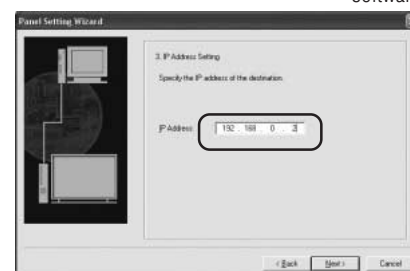 software
Panel Setting Wizard
3. IP Address Setting
Specify the IP address of the destination.
IP Address 192 . 168 . 0 . 2
< Back Next > Cancel